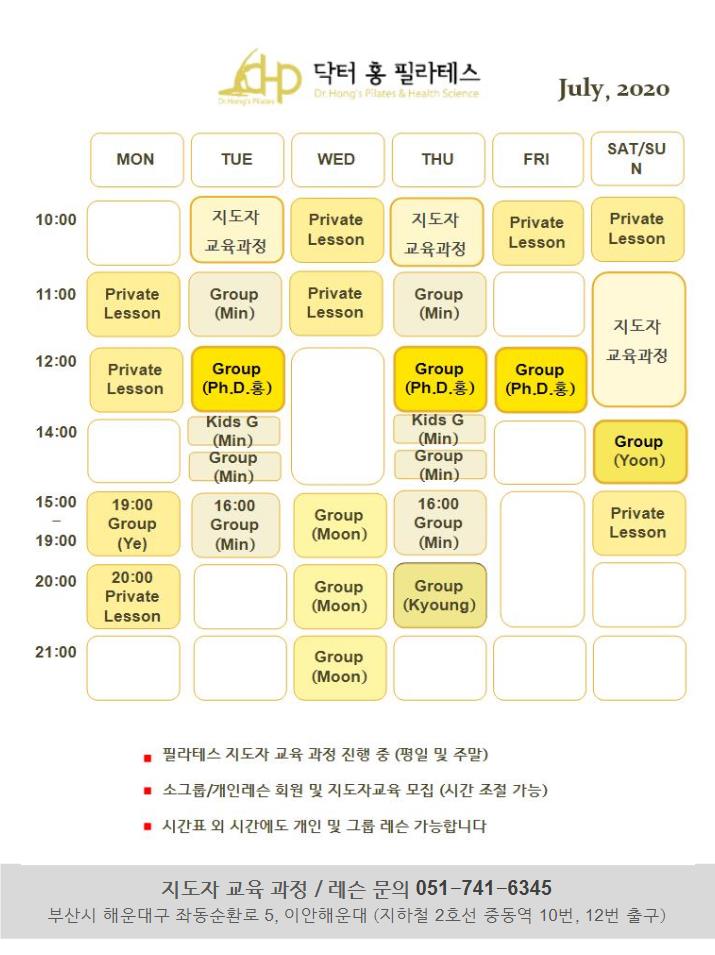 DHP 닥터 홍 필라테스
Dr.Hong's Pilates
Dr.Hong's Pilates & Health Science
July, 2020
MON TUE WED THU FRI SAT/SU
N
10:00
지도자
교육과정
Private
Lesson
지도자
교육과정
Private
Lesson
Private
Lesson
11:00
Private
Lesson
Group
(Min)
Private
Lesson
Group
(Min)
지도자
교육과정
12:00
Private
Lesson
Group
(Ph.D.홍)
Group
(Ph.D.홍)
Group
(Ph.D.홍)
14:00
Kids G
(Min)
Group
(Min)
Kids G
(Min)
Group
(Min)
Group
(Yoon)
15:00
–
19:00
19:00
Group
(Ye)
16:00
Group
(Min)
Group
(Moon)
16:00
Group
(Min)
Private
Lesson
20:00
20:00
Private
Lesson
Group
(Moon)
Group
(Kyoung)
21:00
Group
(Moon)
필라테스 지도자 교육 과정 진행 중 (평일 및 주말)
소그룹/개인레슨 회원 및 지도자교육 모집 (시간 조절 가능)
시간표 외 시간에도 개인 및 그룹 레슨 가능합니다
지도자 교육 과정 / 레슨 문의 051-741-6345
부산시 해운대구 좌동순환로 5, 이안해운대 (지하철 2호선 중동역 10번, 12번 출구)